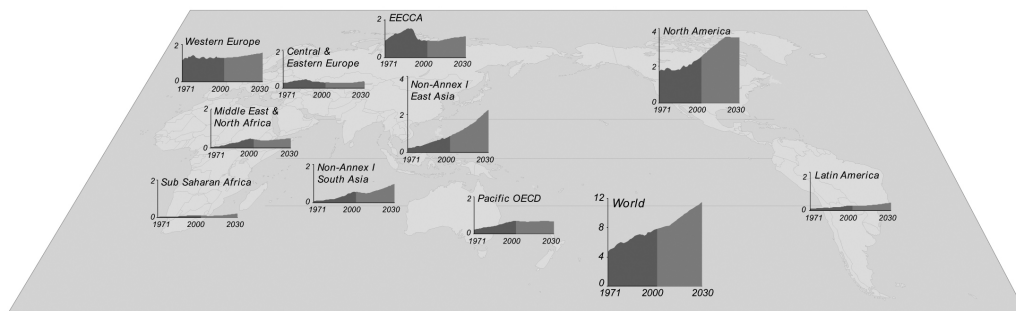 EECCA
2
0
1971 2000 2030
North America
4
2
0
1971 2000 2030
Western Europe
2
0
1971 2000 2030
Central &
Eastern Europe
2
0
1971 2000 2030
Non-Annex I
East Asia
4
2
0
1971 2000 2030
Middle East &
North Africa
2
0
1971 2000 2030
Non-Annex I
South Asia
2
0
1971 2000 2030
Sub Saharan Africa
2
0
1971 2000 2030
Latin America
2
0
1971 2000 2030
Pacific OECD
2
0
1971 2000 2030
World
12
8
4
0
1971 2000 2030